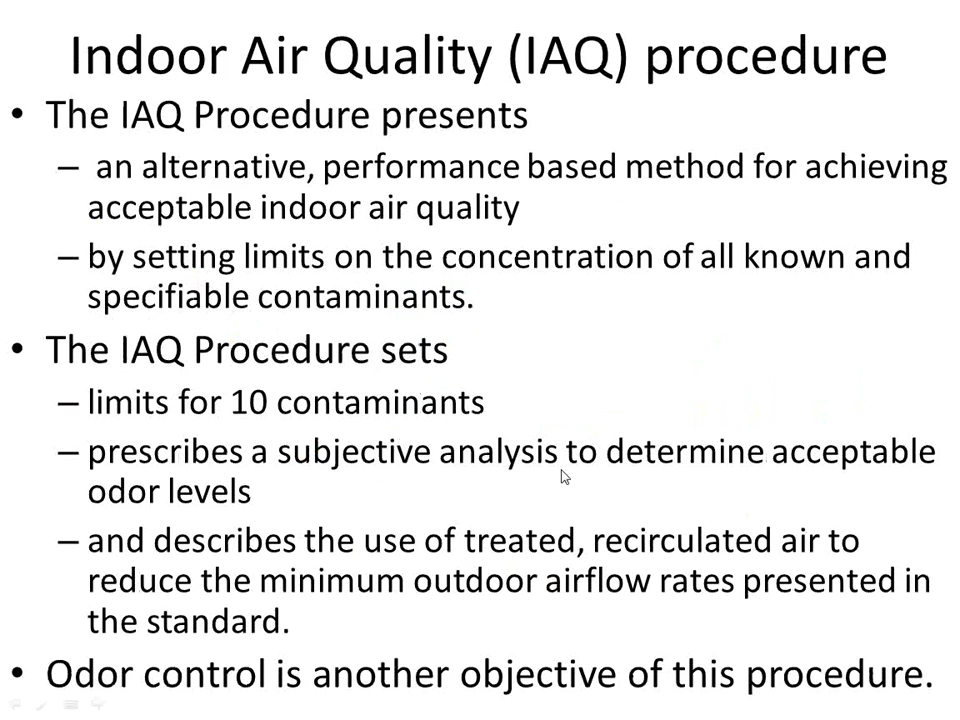 Indoor Air Quality (IAQ) procedure
• The IAQ Procedure presents
– an alternative, performance based method for achieving
acceptable indoor air quality
– by setting limits on the concentration of all known and
specifiable contaminants.
• The IAQ Procedure sets
– limits for 10 contaminants
– prescribes a subjective analysis to determine acceptable
odor levels
– and describes the use of treated, recirculated air to
reduce the minimum outdoor airflow rates presented in
the standard.
• Odor control is another objective of this procedure.